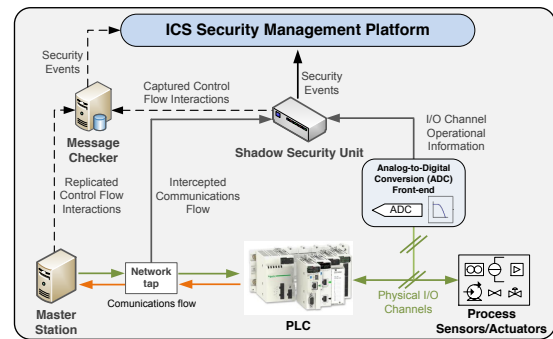 ICS Security Management Platform
Security
Events
Captured Control
Flow Interactions
Security
Events
Message
Checker
Shadow Security Unit
I/O Channel
Operational
Information
Analog-to-Digital
Conversion (ADC)
Front-end
ADC
Replicated
Control Flow
Interactions
Intercepted
Communications
Flow
Network
tap
Master
Station
Comunications flow
PLC
Physical I/O
Channels
Process
Sensors/Actuators